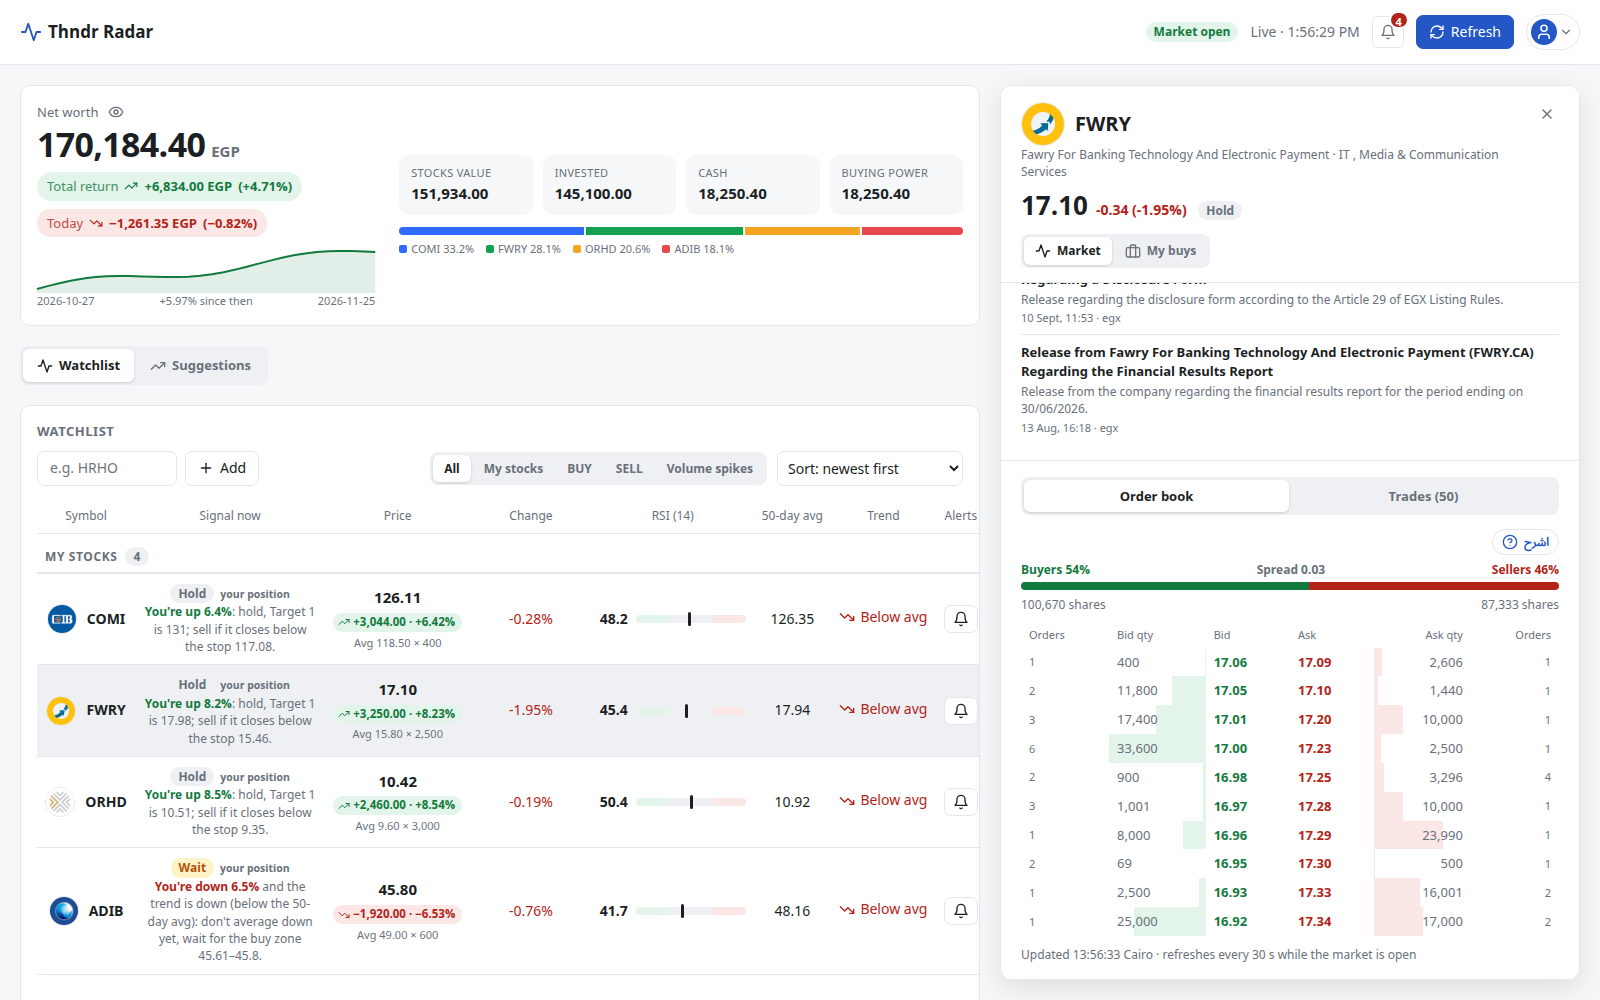 Thndr Radar
Market open
Live · 1:56:29 PM
4
Refresh
Net worth
170,184.40 EGP
Total return +6,834.00 EGP (+4.71%)
Today −1,261.35 EGP (−0.82%)
2026-10-27
+5.97% since then
2026-11-25
STOCKS VALUE
151,934.00
INVESTED
145,100.00
CASH
18,250.40
BUYING POWER
18,250.40
COMI 33.2%
FWRY 28.1%
ORHD 20.6%
ADIB 18.1%
Watchlist
Suggestions
WATCHLIST
e.g. HRHO
Add
All
My stocks
BUY
SELL
Volume spikes
Sort: newest first
Symbol Signal now Price Change RSI (14) 50-day avg Trend Alerts
MY STOCKS 4
COMI
Hold your position
You're up 6.4%: hold, Target 1
is 131; sell if it closes below
the stop 117.08.
126.11
+3,044.00 · +6.42%
Avg 118.50 × 400
-0.28%
48.2
126.35
Below avg
FWRY
Hold your position
You're up 8.2%: hold, Target 1
is 17.98; sell if it closes below
the stop 15.46.
17.10
+3,250.00 · +8.23%
Avg 15.80 × 2,500
-1.95%
45.4
17.94
Below avg
ORHD
Hold your position
You're up 8.5%: hold, Target 1
is 10.51; sell if it closes below
the stop 9.35.
10.42
+2,460.00 · +8.54%
Avg 9.60 × 3,000
-0.19%
50.4
10.92
Below avg
ADIB
Wait your position
You're down 6.5% and the
trend is down (below the 50-
day avg): don't average down
yet, wait for the buy zone
45.61–45.8.
45.80
−1,920.00 · −6.53%
Avg 49.00 × 600
-0.76%
41.7
48.16
Below avg
FWRY
Fawry For Banking Technology And Electronic Payment · IT , Media & Communication
Services
17.10 -0.34 (-1.95%) Hold
Market
My buys
Regarding a Disclosure Form
Release regarding the disclosure form according to the Article 29 of EGX Listing Rules.
10 Sept, 11:53 · egx
Release from Fawry For Banking Technology And Electronic Payment (FWRY.CA)
Regarding the Financial Results Report
Release from the company regarding the financial results report for the period ending on
30/06/2026.
13 Aug, 16:18 · egx
Order book
Trades (50)
اشرح
Buyers 54% Spread 0.03 Sellers 46%
100,670 shares 87,333 shares
Orders Bid qty Bid Ask Ask qty Orders
1 400 17.06 17.09 2,606 1
2 11,800 17.05 17.10 1,440 1
3 17,400 17.01 17.20 10,000 1
6 33,600 17.00 17.23 2,500 1
2 900 16.98 17.25 3,296 4
3 1,001 16.97 17.28 10,000 1
1 8,000 16.96 17.29 23,990 1
2 69 16.95 17.30 500 1
1 2,500 16.93 17.33 16,001 2
1 25,000 16.92 17.34 17,000 2
Updated 13:56:33 Cairo · refreshes every 30 s while the market is open